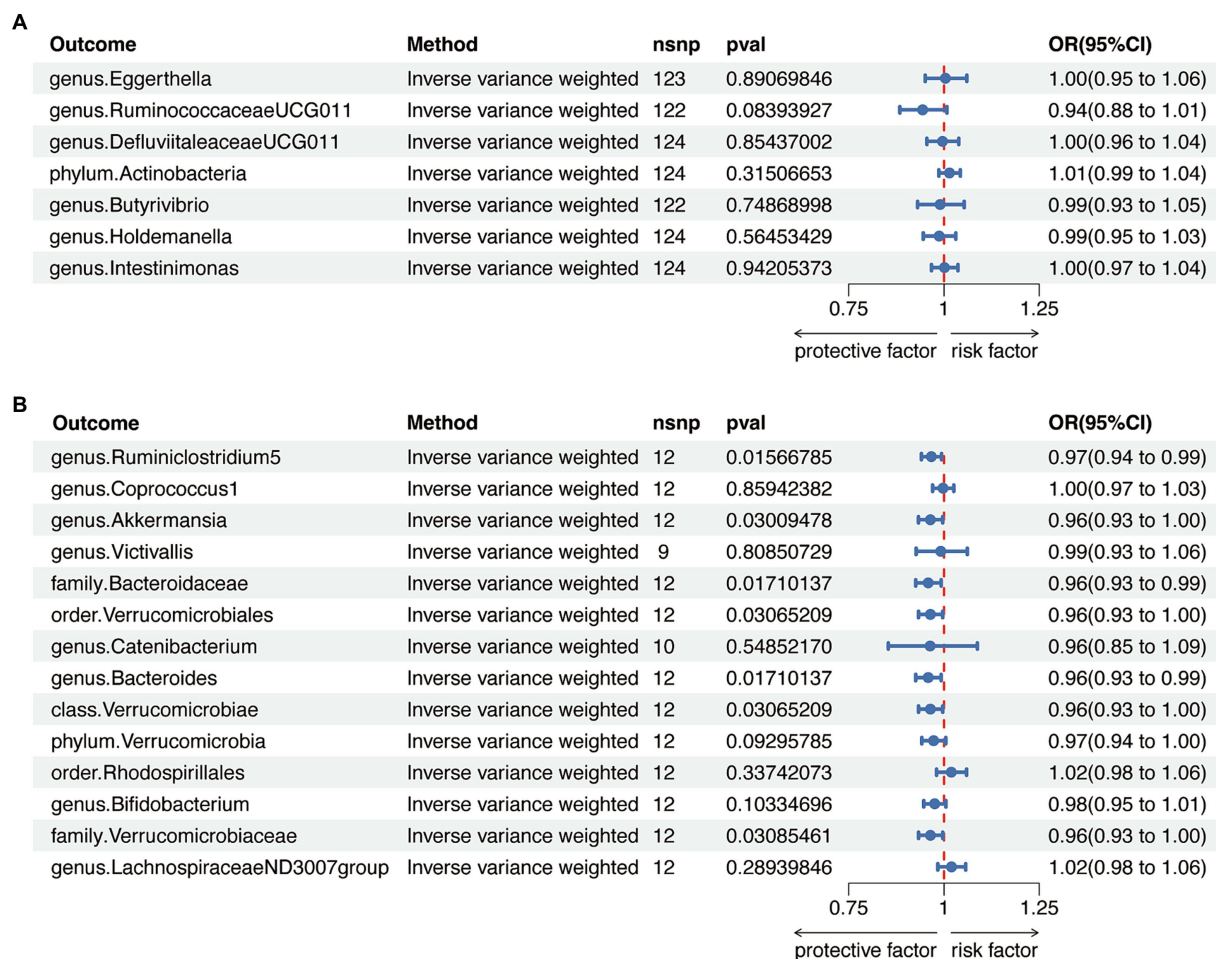 A
Outcome Method nsnp pval OR(95%CI)
genus.Eggerthella Inverse variance weighted 123 0.89069846 1.00(0.95 to 1.06)
genus.RuminococcaceaeUCG011 Inverse variance weighted 122 0.08393927 0.94(0.88 to 1.01)
genus.DefluviitaleaceaeUCG011 Inverse variance weighted 124 0.85437002 1.00(0.96 to 1.04)
phylum.Actinobacteria Inverse variance weighted 124 0.31506653 1.01(0.99 to 1.04)
genus.Butyrivibrio Inverse variance weighted 122 0.74868998 0.99(0.93 to 1.05)
genus.Holdemanella Inverse variance weighted 124 0.56453429 0.99(0.95 to 1.03)
genus.Intestinimonas Inverse variance weighted 124 0.94205373 1.00(0.97 to 1.04)
0.75 1 1.25
protective factor risk factor
B
Outcome Method nsnp pval OR(95%CI)
genus.Ruminiclostridium5 Inverse variance weighted 12 0.01566785 0.97(0.94 to 0.99)
genus.Coprococcus1 Inverse variance weighted 12 0.85942382 1.00(0.97 to 1.03)
genus.Akkermansia Inverse variance weighted 12 0.03009478 0.96(0.93 to 1.00)
genus.Victivallis Inverse variance weighted 9 0.80850729 0.99(0.93 to 1.06)
family.Bacteroidaceae Inverse variance weighted 12 0.01710137 0.96(0.93 to 0.99)
order.Verrucomicrobiales Inverse variance weighted 12 0.03065209 0.96(0.93 to 1.00)
genus.Catenibacterium Inverse variance weighted 10 0.54852170 0.96(0.85 to 1.09)
genus.Bacteroides Inverse variance weighted 12 0.01710137 0.96(0.93 to 0.99)
class.Verrucomicrobiae Inverse variance weighted 12 0.03065209 0.96(0.93 to 1.00)
phylum.Verrucomicrobia Inverse variance weighted 12 0.09295785 0.97(0.94 to 1.00)
order.Rhodospirillales Inverse variance weighted 12 0.33742073 1.02(0.98 to 1.06)
genus.Bifidobacterium Inverse variance weighted 12 0.10334696 0.98(0.95 to 1.01)
family.Verrucomicrobiaceae Inverse variance weighted 12 0.03085461 0.96(0.93 to 1.00)
genus.LachnospiraceaeND3007group Inverse variance weighted 12 0.28939846 1.02(0.98 to 1.06)
0.75 1 1.25
protective factor risk factor